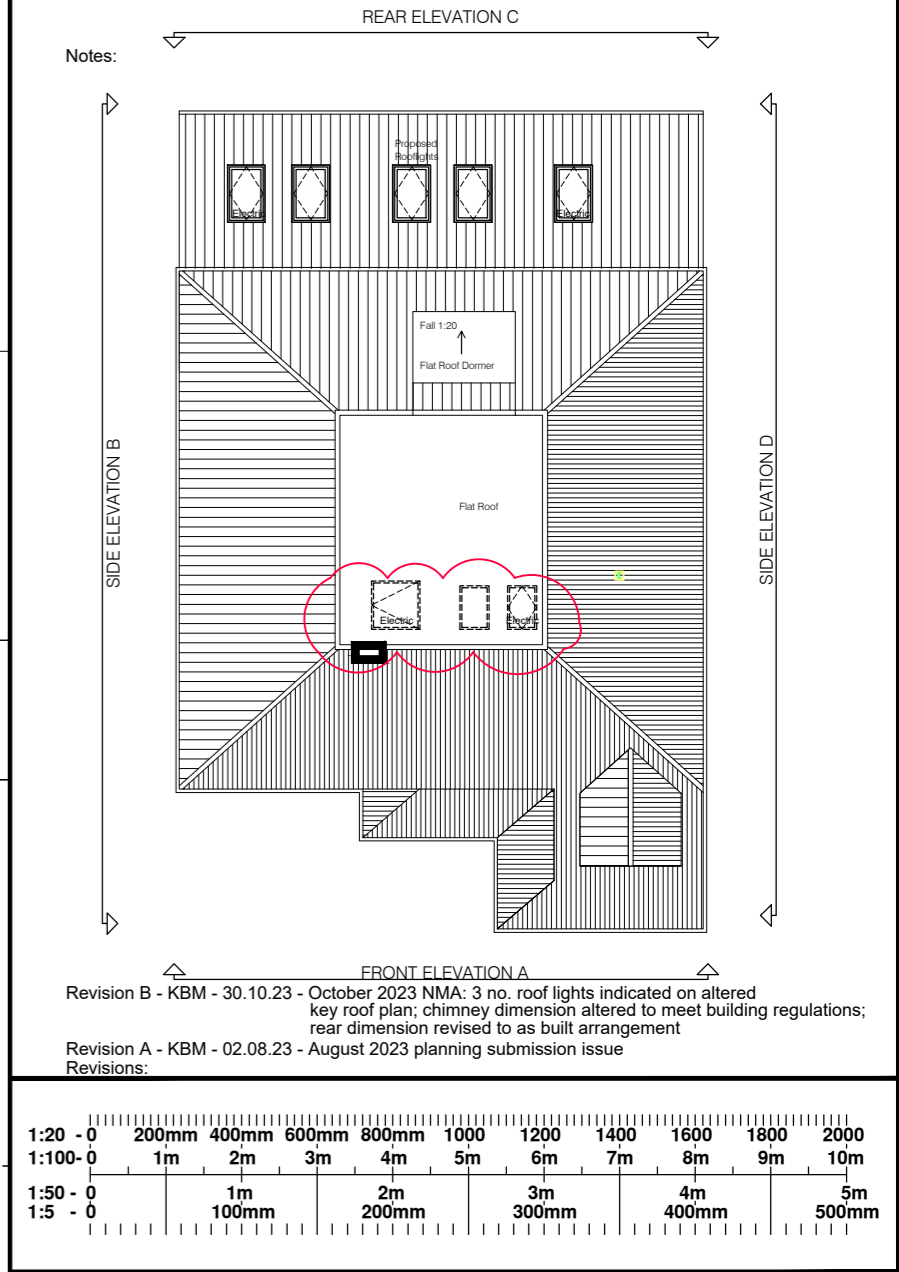 REAR ELEVATION C
Notes:
Proposed
Rooflights
Electric
Electric
Fall 1:20
Flat Roof Dormer
SIDE ELEVATION B
SIDE ELEVATION D
Flat Roof
Electric
Electric
FRONT ELEVATION A
Revision B - KBM - 30.10.23 - October 2023 NMA: 3 no. roof lights indicated on altered
key roof plan; chimney dimension altered to meet building regulations;
rear dimension revised to as built arrangement
Revision A - KBM - 02.08.23 - August 2023 planning submission issue
Revisions:
1:20 - 0 200mm 400mm 600mm 800mm 1000 1200 1400 1600 1800 2000
1:100- 0 1m 2m 3m 4m 5m 6m 7m 8m 9m 10m
1:50 - 0 1m 2m 3m 4m 5m
1:5 - 0 100mm 200mm 300mm 400mm 500mm